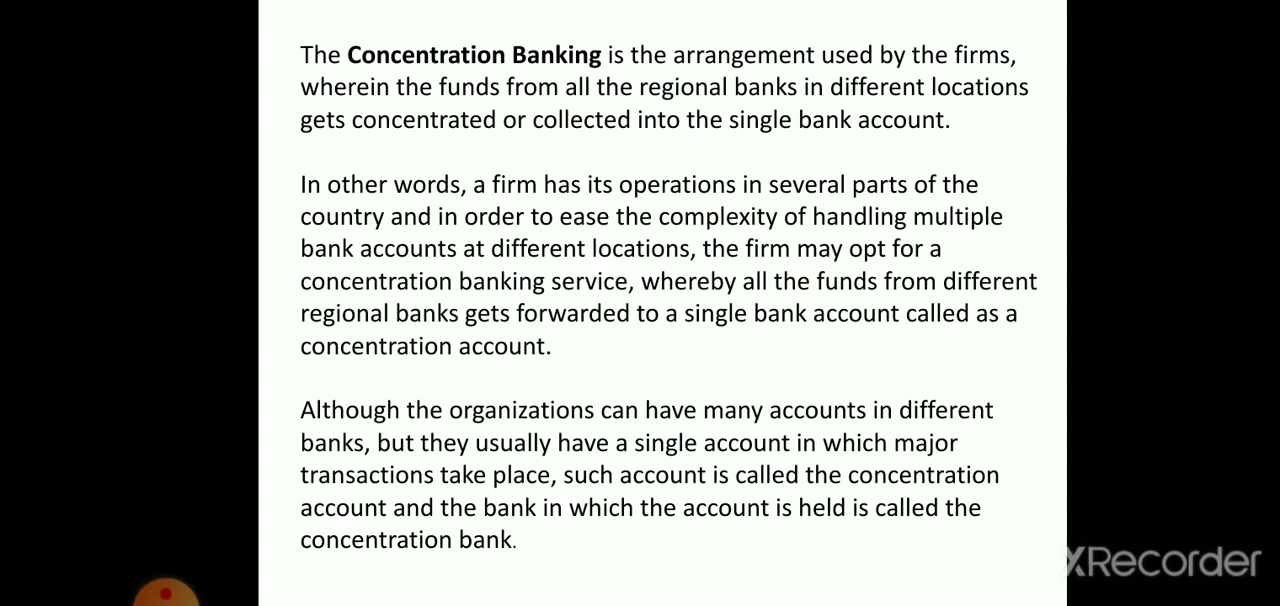 The Concentration Banking is the arrangement used by the firms,
wherein the funds from all the regional banks in different locations
gets concentrated or collected into the single bank account.
In other words, a firm has its operations in several parts of the
country and in order to ease the complexity of handling multiple
bank accounts at different locations, the firm may opt for a
concentration banking service, whereby all the funds from different
regional banks gets forwarded to a single bank account called as a
concentration account.
Although the organizations can have many accounts in different
banks, but they usually have a single account in which major
transactions take place, such account is called the concentration
account and the bank in which the account is held is called the
concentration bank.
XRecorder